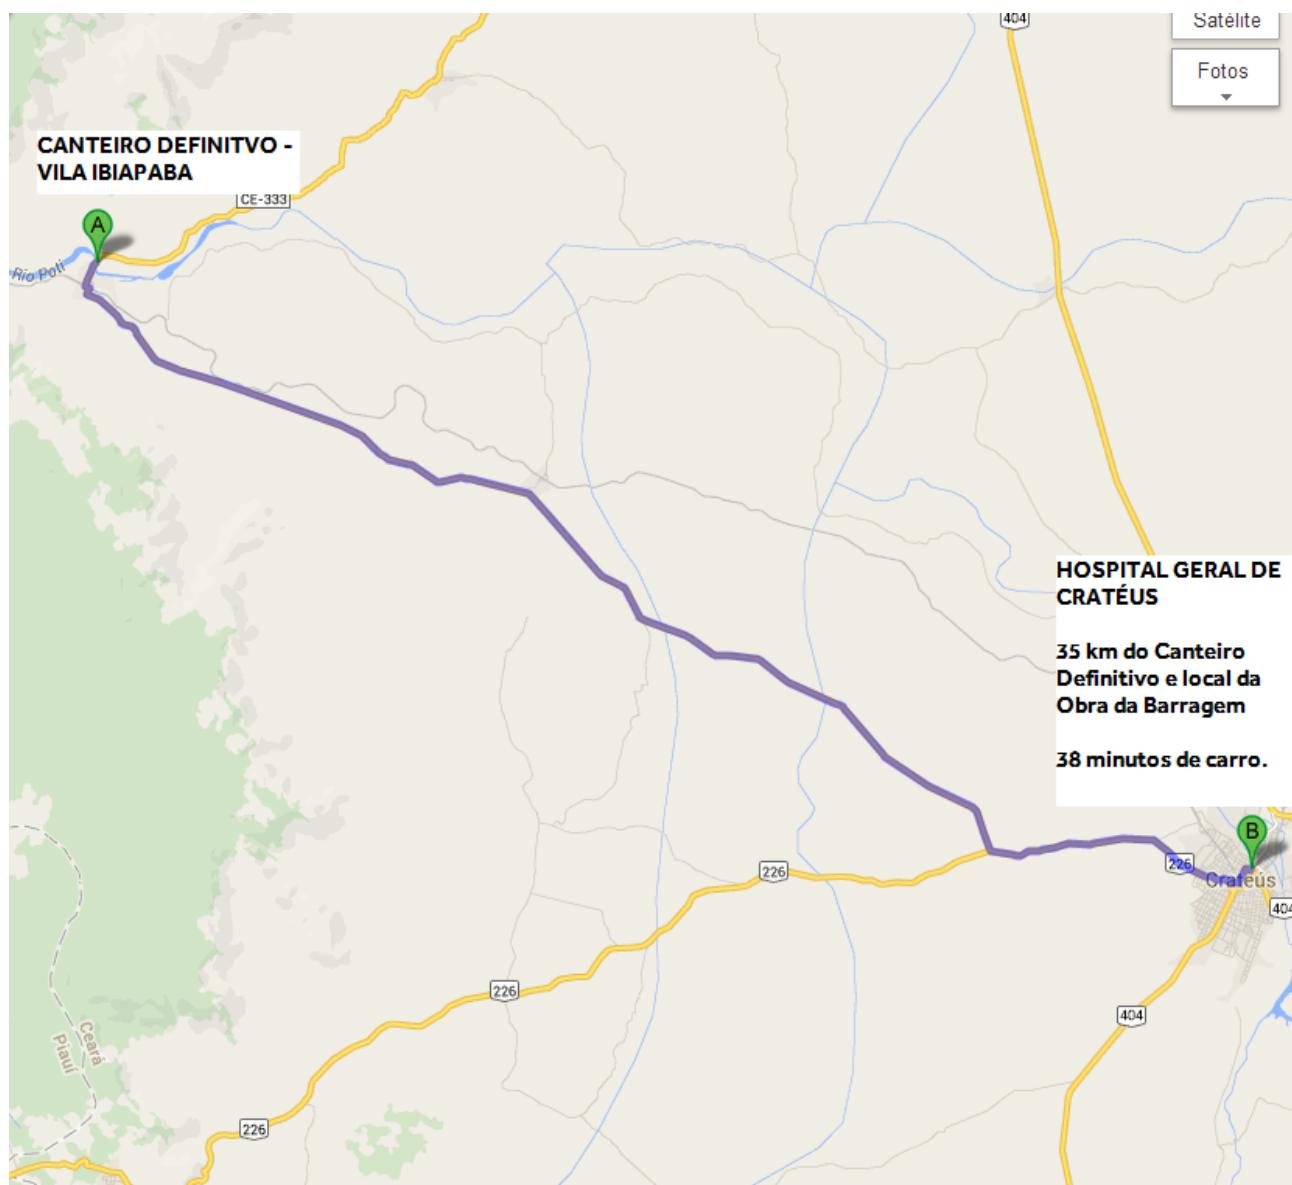 404
Satélite
Fotos
CANTEIRO DEFINITVO -
VILA IBIAPABA
CE-333
A
Rio Poti
HOSPITAL GERAL DE
CRATÉUS
35 km do Canteiro
Definitivo e local da
Obra da Barragem
38 minutos de carro.
B
226
226
Crateús
404
226
404
Ceará
Piauí
226